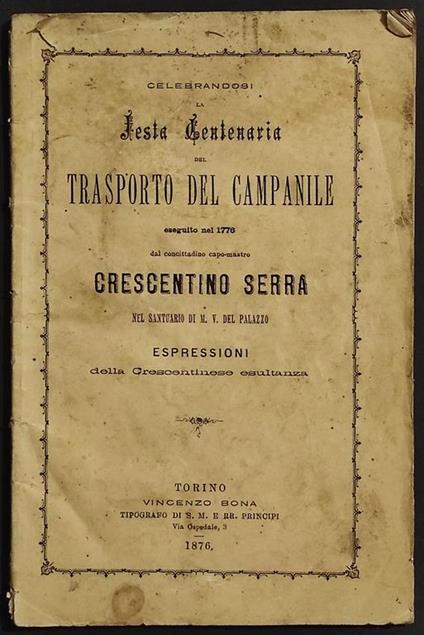 CELEBRANDOSI
LA
Festa Centenaria
DEL
TRASPORTO DEL CAMPANILE
eseguito nel 1776
dal concittadino capo-mastro
CRESCENTINO SERRA
NEL SANTUARIO DI M. V. DEL PALAZZO
ESPRESSIONI
della Crescentinese esultanza
TORINO
VINCENZO BONA
TIPOGRAFO DI S. M. E RR. PRINCIPI
Via Ospedale, 3
1876.